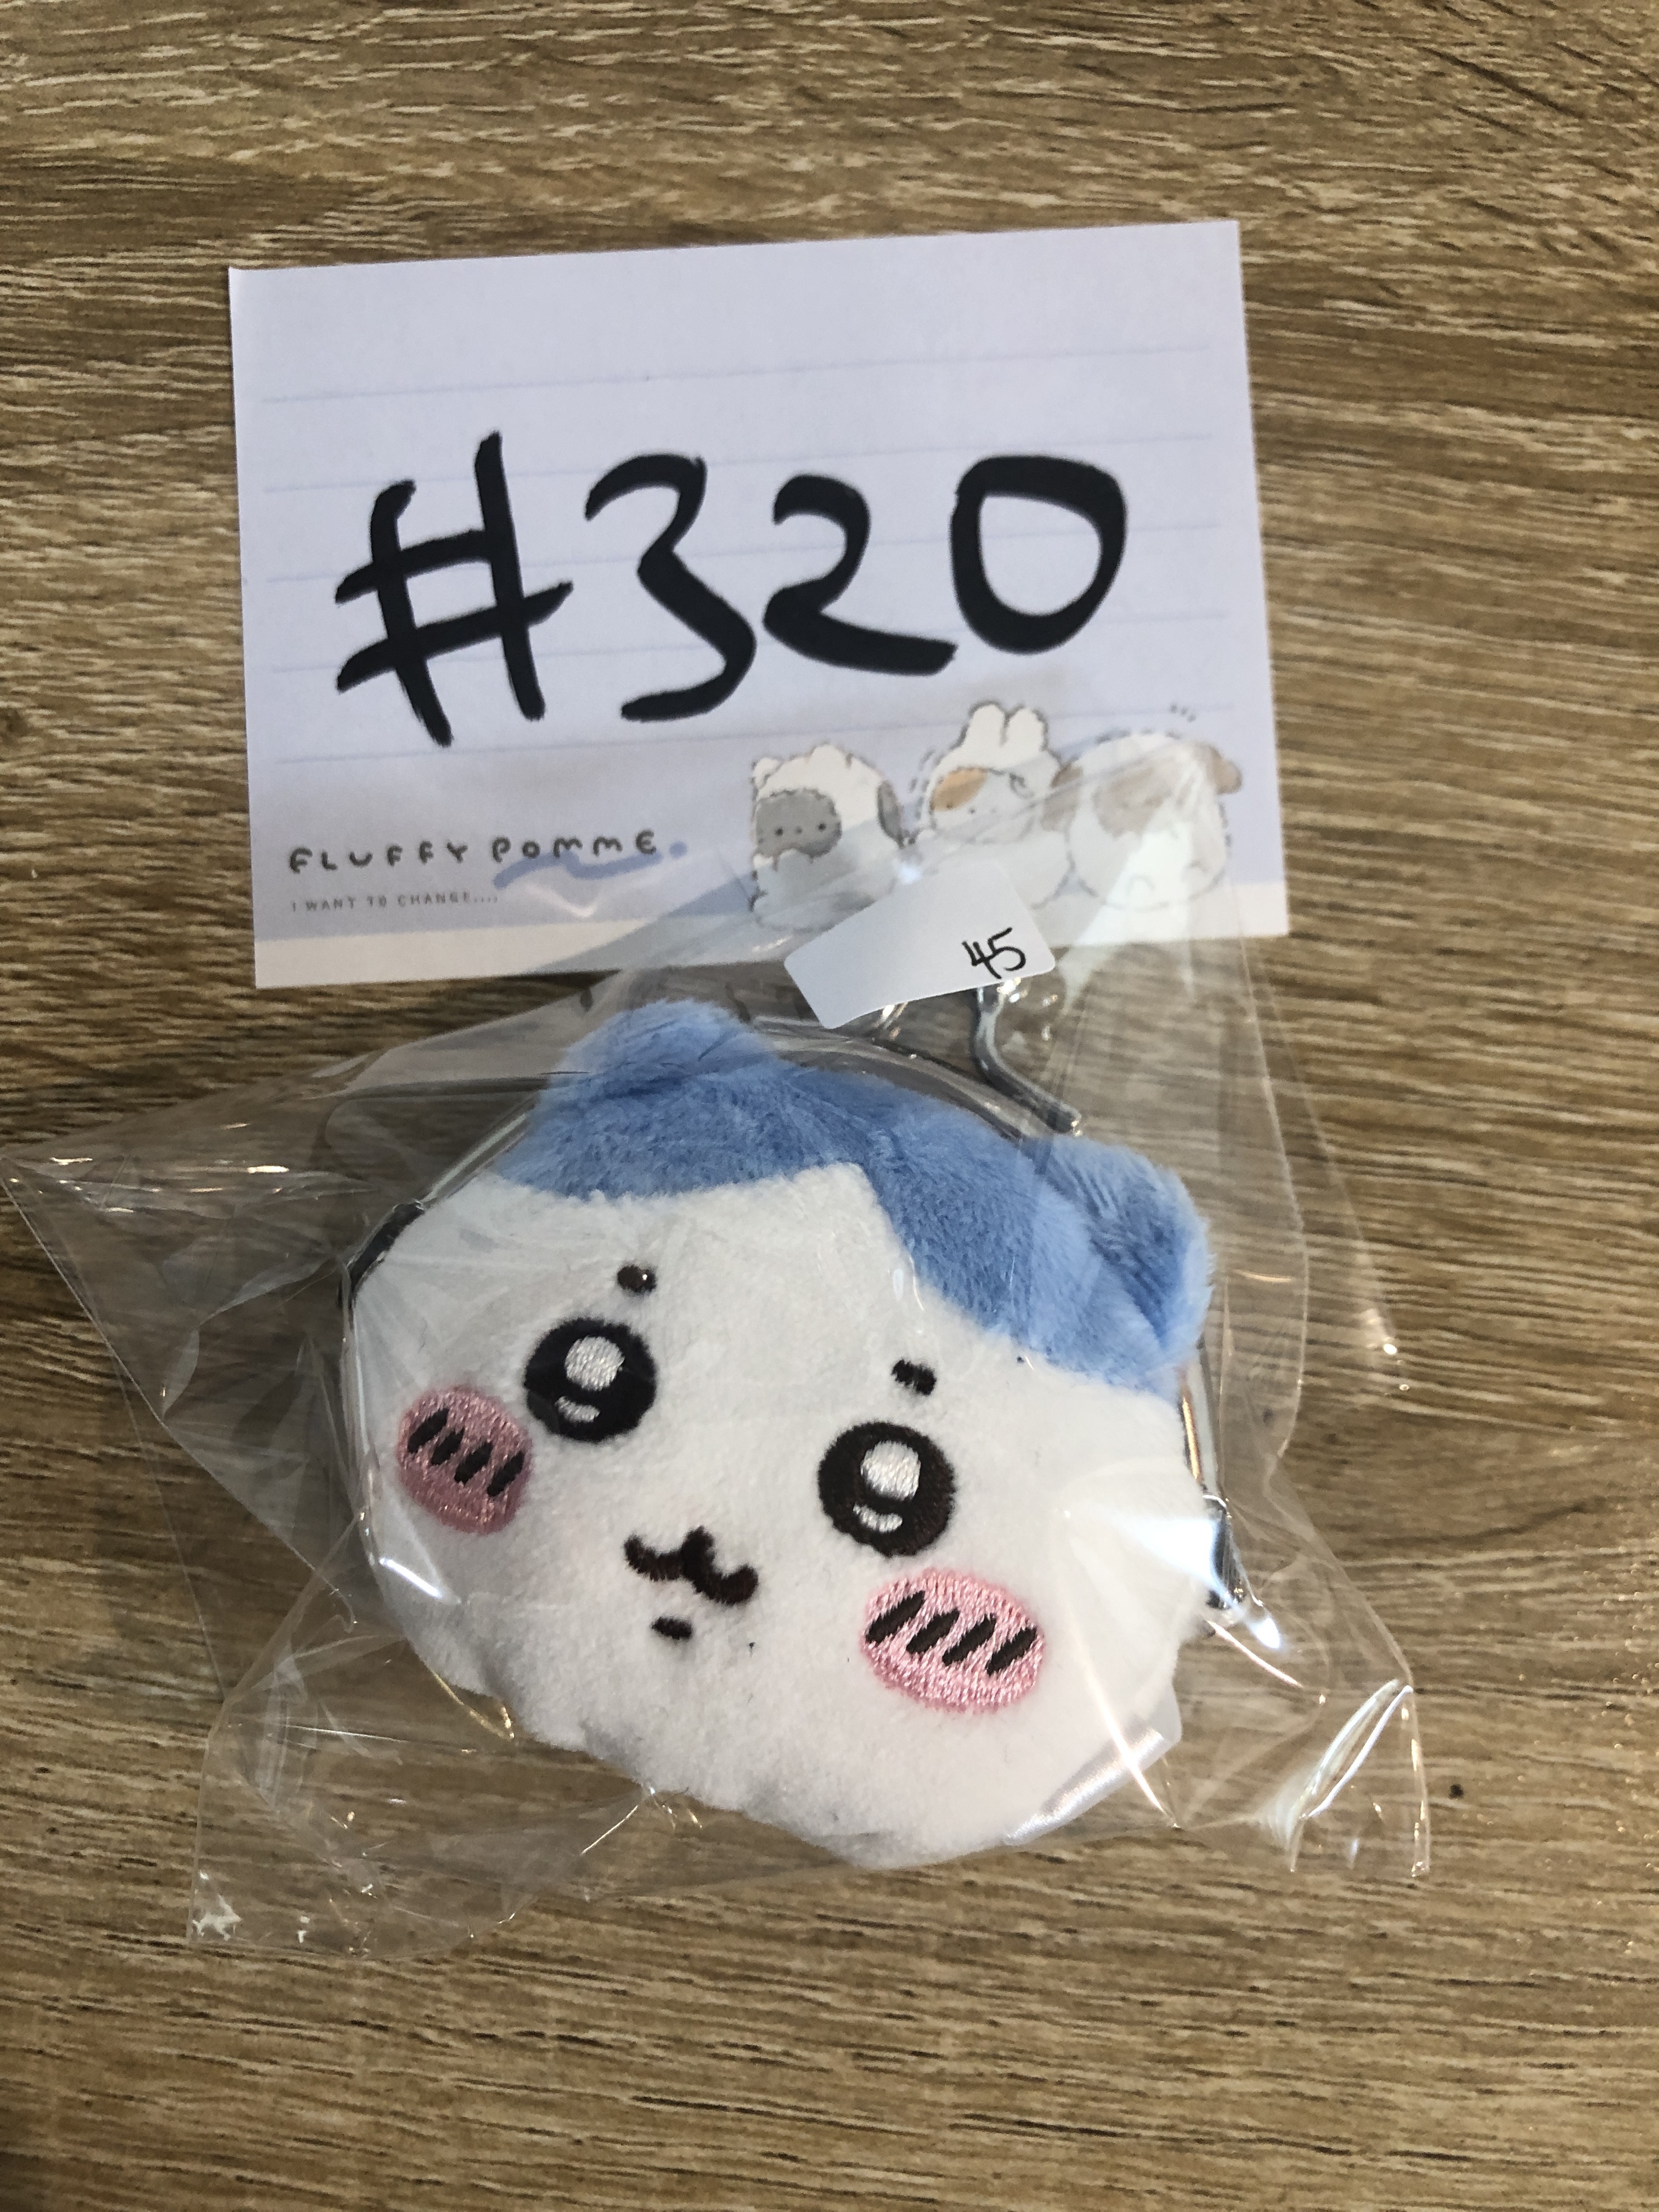 #320
FLUFFY POMME.
I WANT TO CHANGE....
45